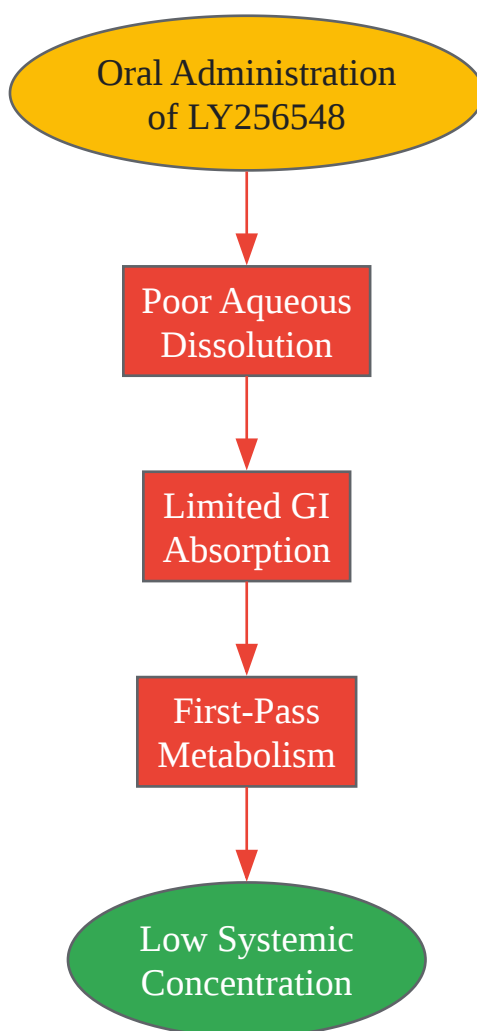 Oral Administration
of LY256548
Poor Aqueous
Dissolution
Limited GI
Absorption
First-Pass
Metabolism
Low Systemic
Concentration